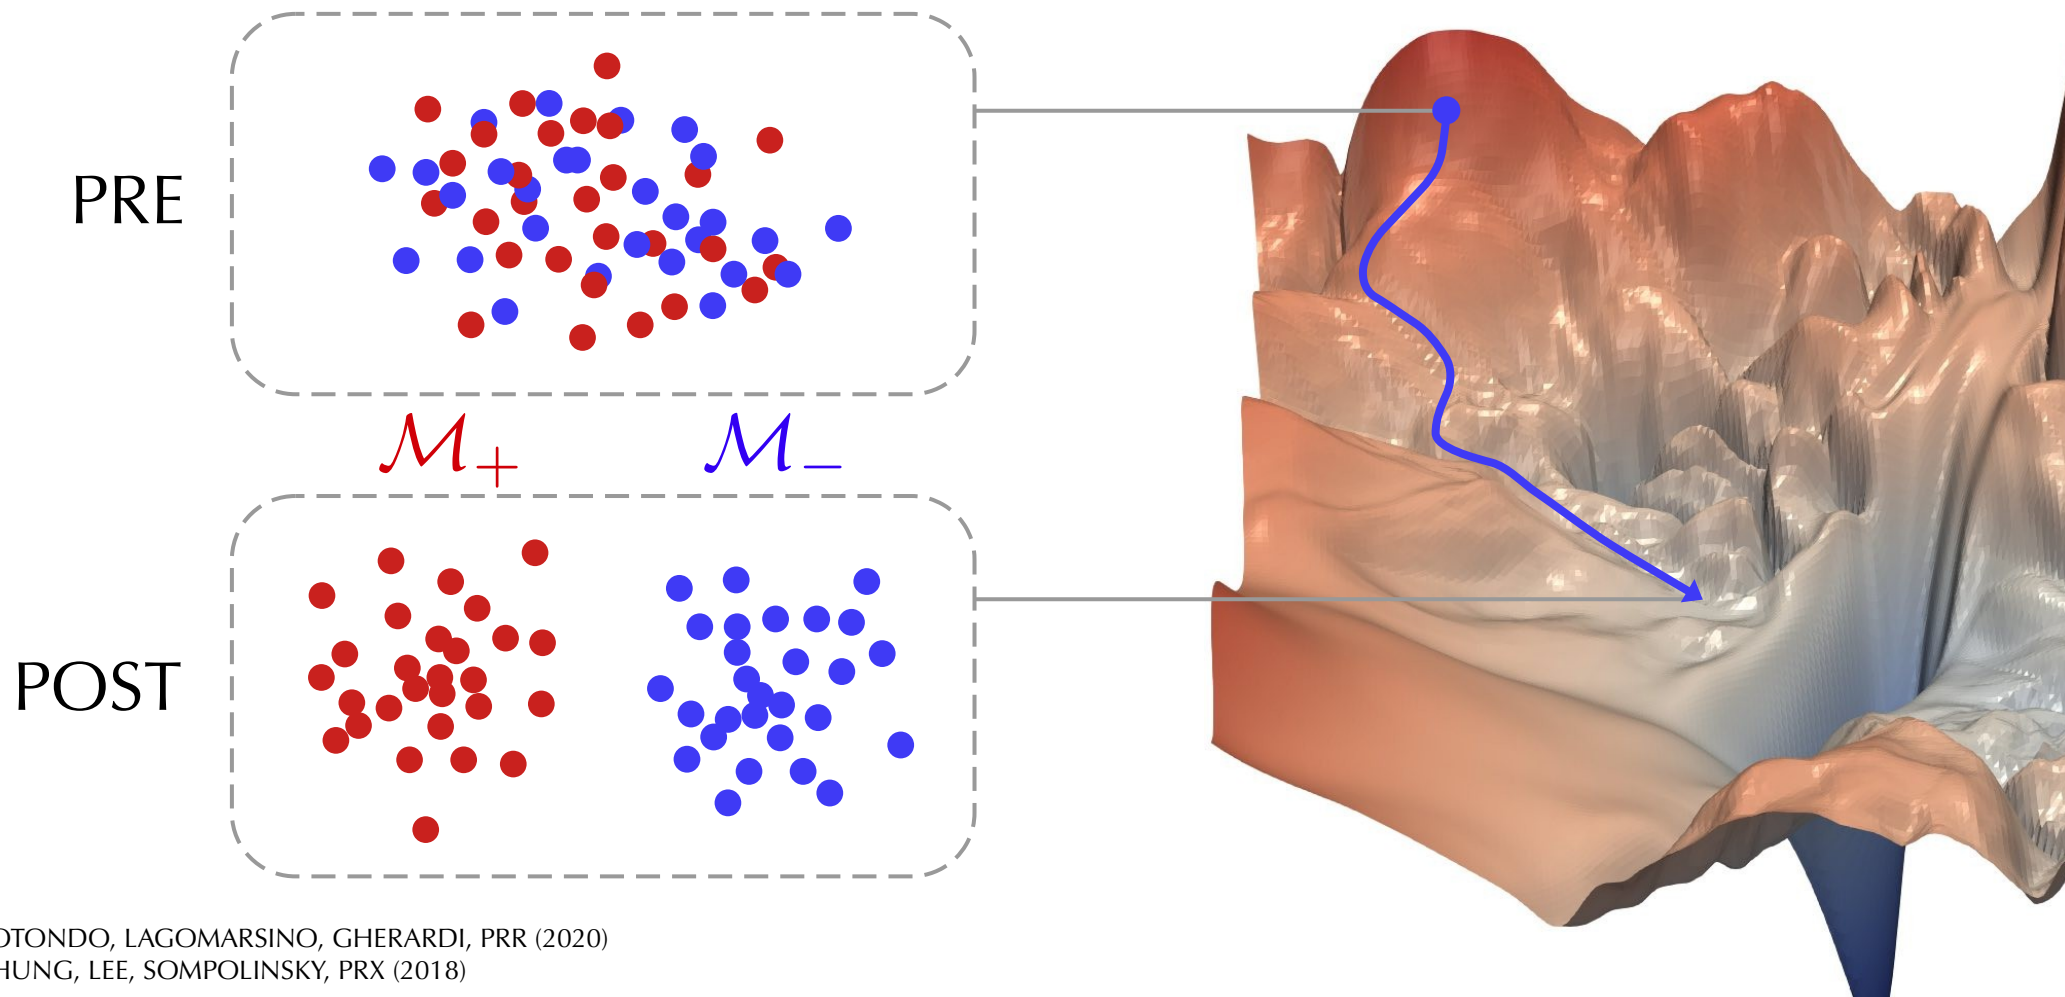 PRE
ℳ₊ ℳ₋
POST
OTONDO, LAGOMARSINO, GHERARDI, PRR (2020)
HUNG, LEE, SOMPOLINSKY, PRX (2018)